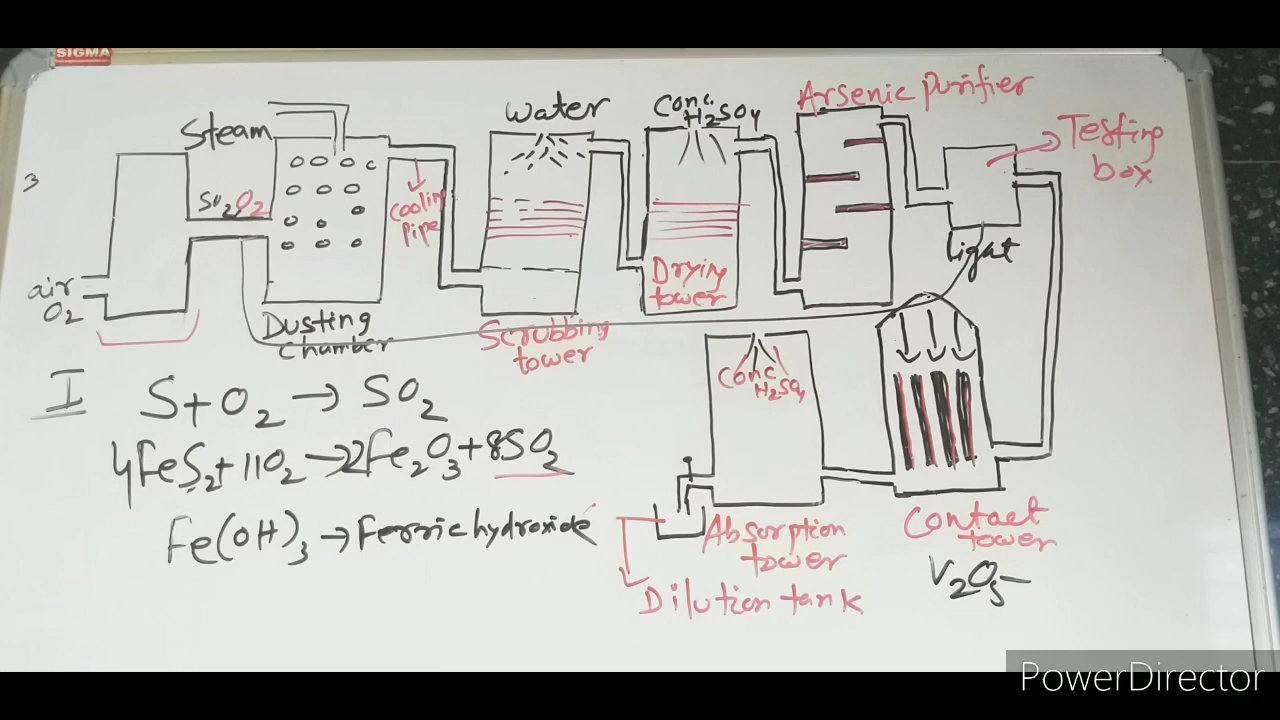 SIGMA
Steam
Water
Conc.
H2SO4
Arsenic purifier
Testing
box
3
SO2 O2
Cooling
pipe
air
O2
Drying
tower
light
Dusting
chamber
Scrubbing
tower
I
S + O2 → SO2
4FeS2 + 11O2 → 2Fe2O3 + 8SO2
Fe(OH)3 → Ferric hydroxide
Conc
H2SO4
Absorption
tower
Dilution tank
Contact
tower
V2O5
PowerDirector